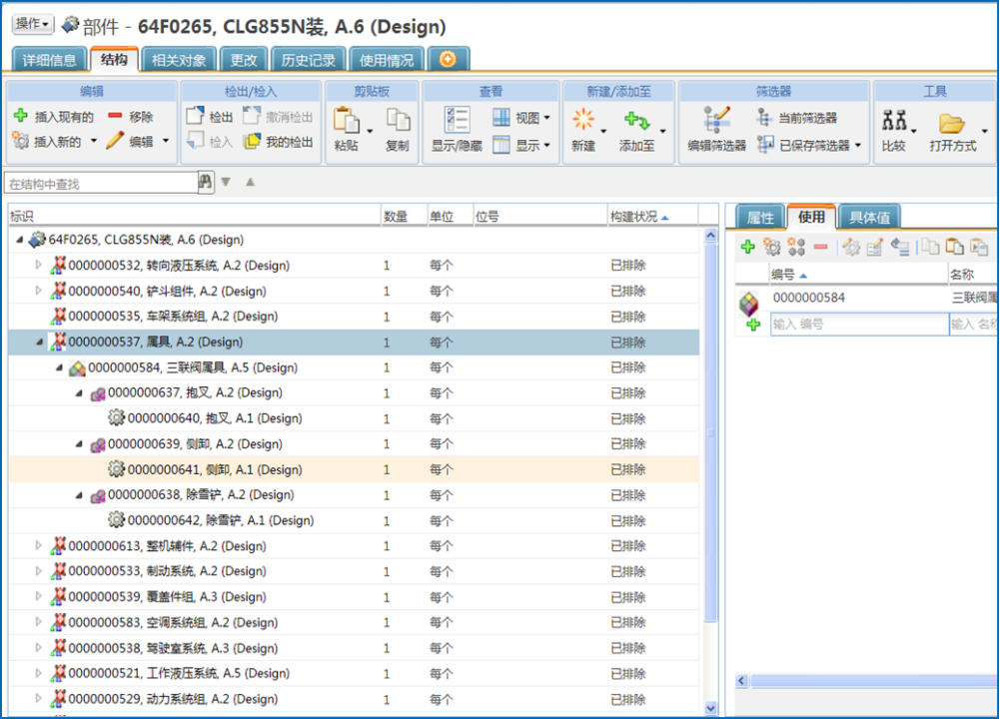 操作 部件 - 64F0265, CLG855N装, A.6 (Design)
详细信息 结构 相关对象 更改 历史记录 使用情况
编辑 检出/检入 剪贴板 查看 新建/添加至 筛选器 工具
插入现有的 移除 检出 撤消检出 粘贴 复制 显示/隐藏 视图 新建 添加至 编辑筛选器 当前筛选器 比较 打开方式
插入新的 编辑 检入 我的检出 显示 已保存筛选器
在结构中查找
标识 数量 单位 位号 构建状况
64F0265, CLG855N装, A.6 (Design)
0000000532, 转向液压系统, A.2 (Design) 1 每个 已排除
0000000540, 铲斗组件, A.2 (Design) 1 每个 已排除
0000000535, 车架系统组, A.2 (Design) 1 每个 已排除
0000000537, 属具, A.2 (Design) 1 每个 已排除
0000000584, 三联阀属具, A.5 (Design) 1 每个 已排除
0000000637, 抱叉, A.2 (Design) 1 每个 已排除
0000000640, 抱叉, A.1 (Design) 1 每个 已排除
0000000639, 侧卸, A.2 (Design) 1 每个 已排除
0000000641, 侧卸, A.1 (Design) 1 每个 已排除
0000000638, 除雪铲, A.2 (Design) 1 每个 已排除
0000000642, 除雪铲, A.1 (Design) 1 每个 已排除
0000000613, 整机辅件, A.2 (Design) 1 每个 已排除
0000000533, 制动系统, A.2 (Design) 1 每个 已排除
0000000539, 覆盖件组, A.3 (Design) 1 每个 已排除
0000000583, 空调系统组, A.2 (Design) 1 每个 已排除
0000000538, 驾驶室系统, A.3 (Design) 1 每个 已排除
0000000521, 工作液压系统, A.5 (Design) 1 每个 已排除
0000000529, 动力系统组, A.2 (Design) 1 每个 已排除
属性 使用 具体值
编号 名称
0000000584 三联阀属
输入 编号 输入 名称